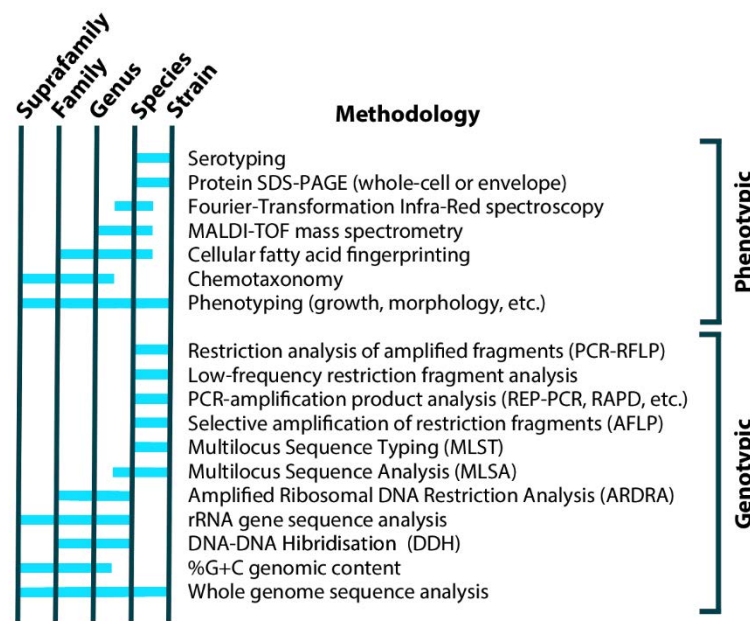 Suprafamily
Family
Genus
Species
Strain
Methodology
Serotyping
Protein SDS-PAGE (whole-cell or envelope)
Fourier-Transformation Infra-Red spectroscopy
MALDI-TOF mass spectrometry
Cellular fatty acid fingerprinting
Chemotaxonomy
Phenotyping (growth, morphology, etc.)
Phenotypic
Restriction analysis of amplified fragments (PCR-RFLP)
Low-frequency restriction fragment analysis
PCR-amplification product analysis (REP-PCR, RAPD, etc.)
Selective amplification of restriction fragments (AFLP)
Multilocus Sequence Typing (MLST)
Multilocus Sequence Analysis (MLSA)
Amplified Ribosomal DNA Restriction Analysis (ARDRA)
rRNA gene sequence analysis
DNA-DNA Hibridisation (DDH)
%G+C genomic content
Whole genome sequence analysis
Genotypic